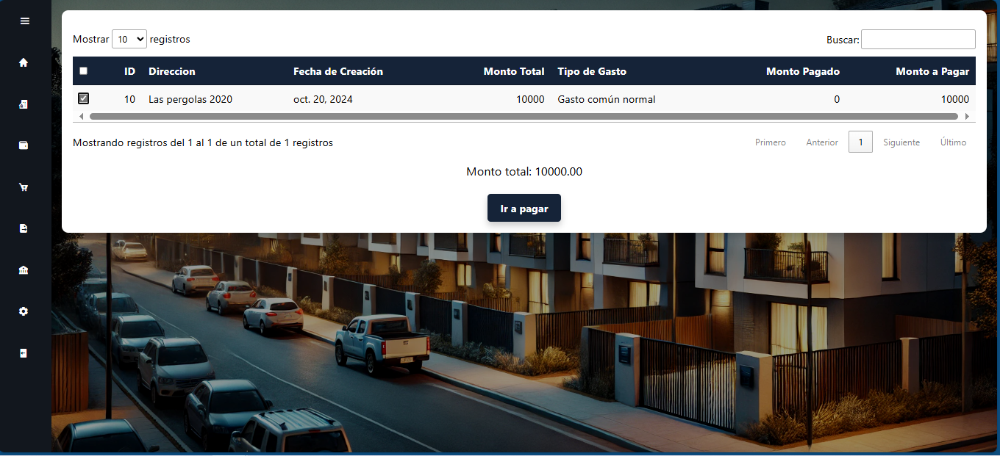 Mostrar 10 registros
Buscar:
ID Direccion Fecha de Creación Monto Total Tipo de Gasto Monto Pagado Monto a Pagar
10 Las pergolas 2020 oct. 20, 2024 10000 Gasto común normal 0 10000
Mostrando registros del 1 al 1 de un total de 1 registros
Primero Anterior 1 Siguiente Último
Monto total: 10000.00
Ir a pagar